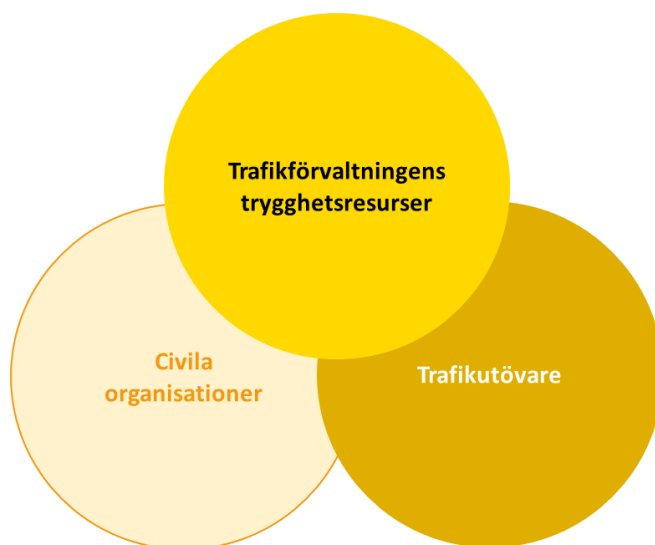 Trafikförvaltningens
trygghetsresurser
Civila
organisationer
Trafikutövare